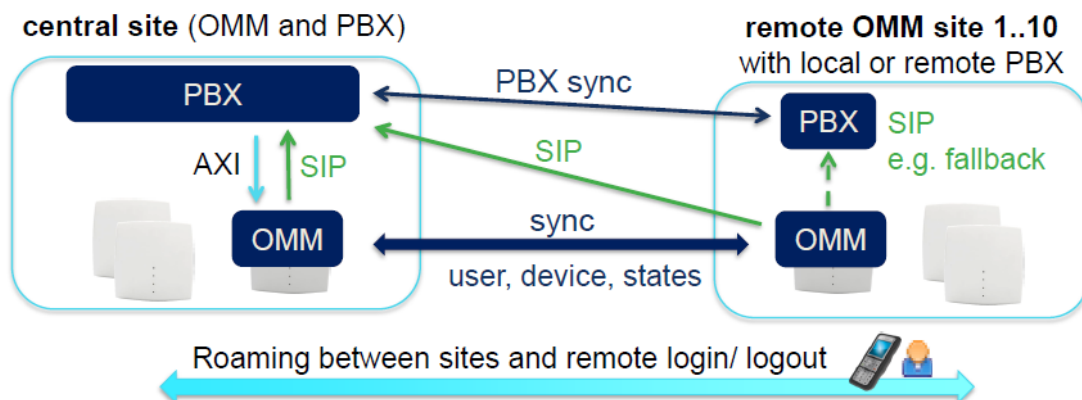 central site (OMM and PBX)
remote OMM site 1..10
with local or remote PBX
PBX
PBX sync
PBX
SIP
e.g. fallback
AXI
SIP
SIP
OMM
sync
OMM
user, device, states
Roaming between sites and remote login/ logout